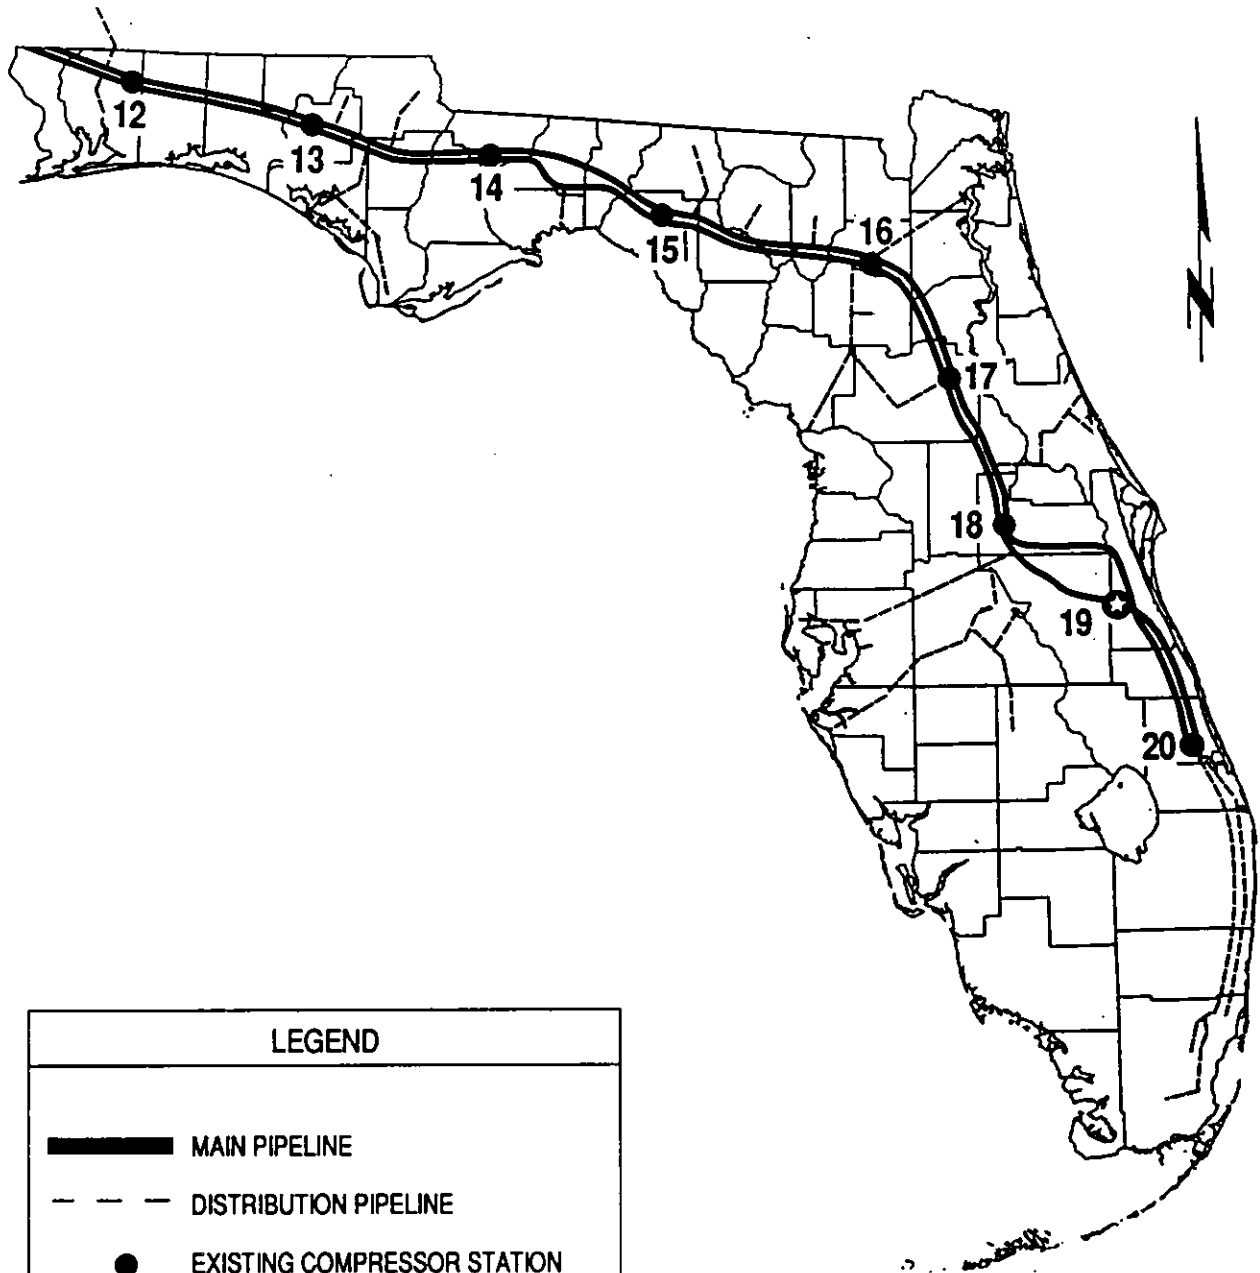 12
13
14
15
16
N
17
18
19
20
LEGEND
MAIN PIPELINE
DISTRIBUTION PIPELINE
EXISTING COMPRESSOR STATION